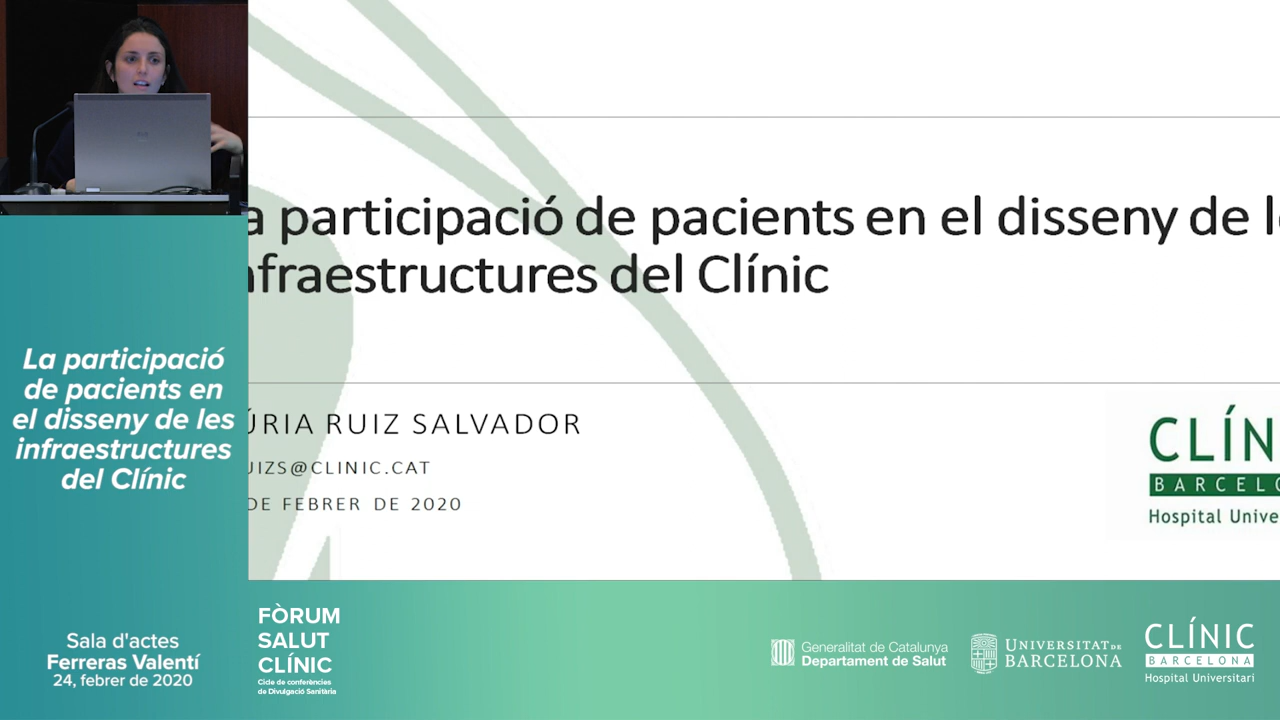 a participació de pacients en el disseny de l
nfraestructures del Clínic
ÚRIA RUIZ SALVADOR
UIZS@CLINIC.CAT
DE FEBRER DE 2020
CLÍN
BARCELO
Hospital Unive
La participació
de pacients en
el disseny de les
infraestructures
del Clínic
Sala d'actes
Ferreras Valentí
24, febrer de 2020
FÒRUM
SALUT
CLÍNIC
Cicle de conferències
de Divulgació Sanitària
Generalitat de Catalunya
Departament de Salut
UNIVERSITAT DE
BARCELONA
CLÍNIC
BARCELONA
Hospital Universitari